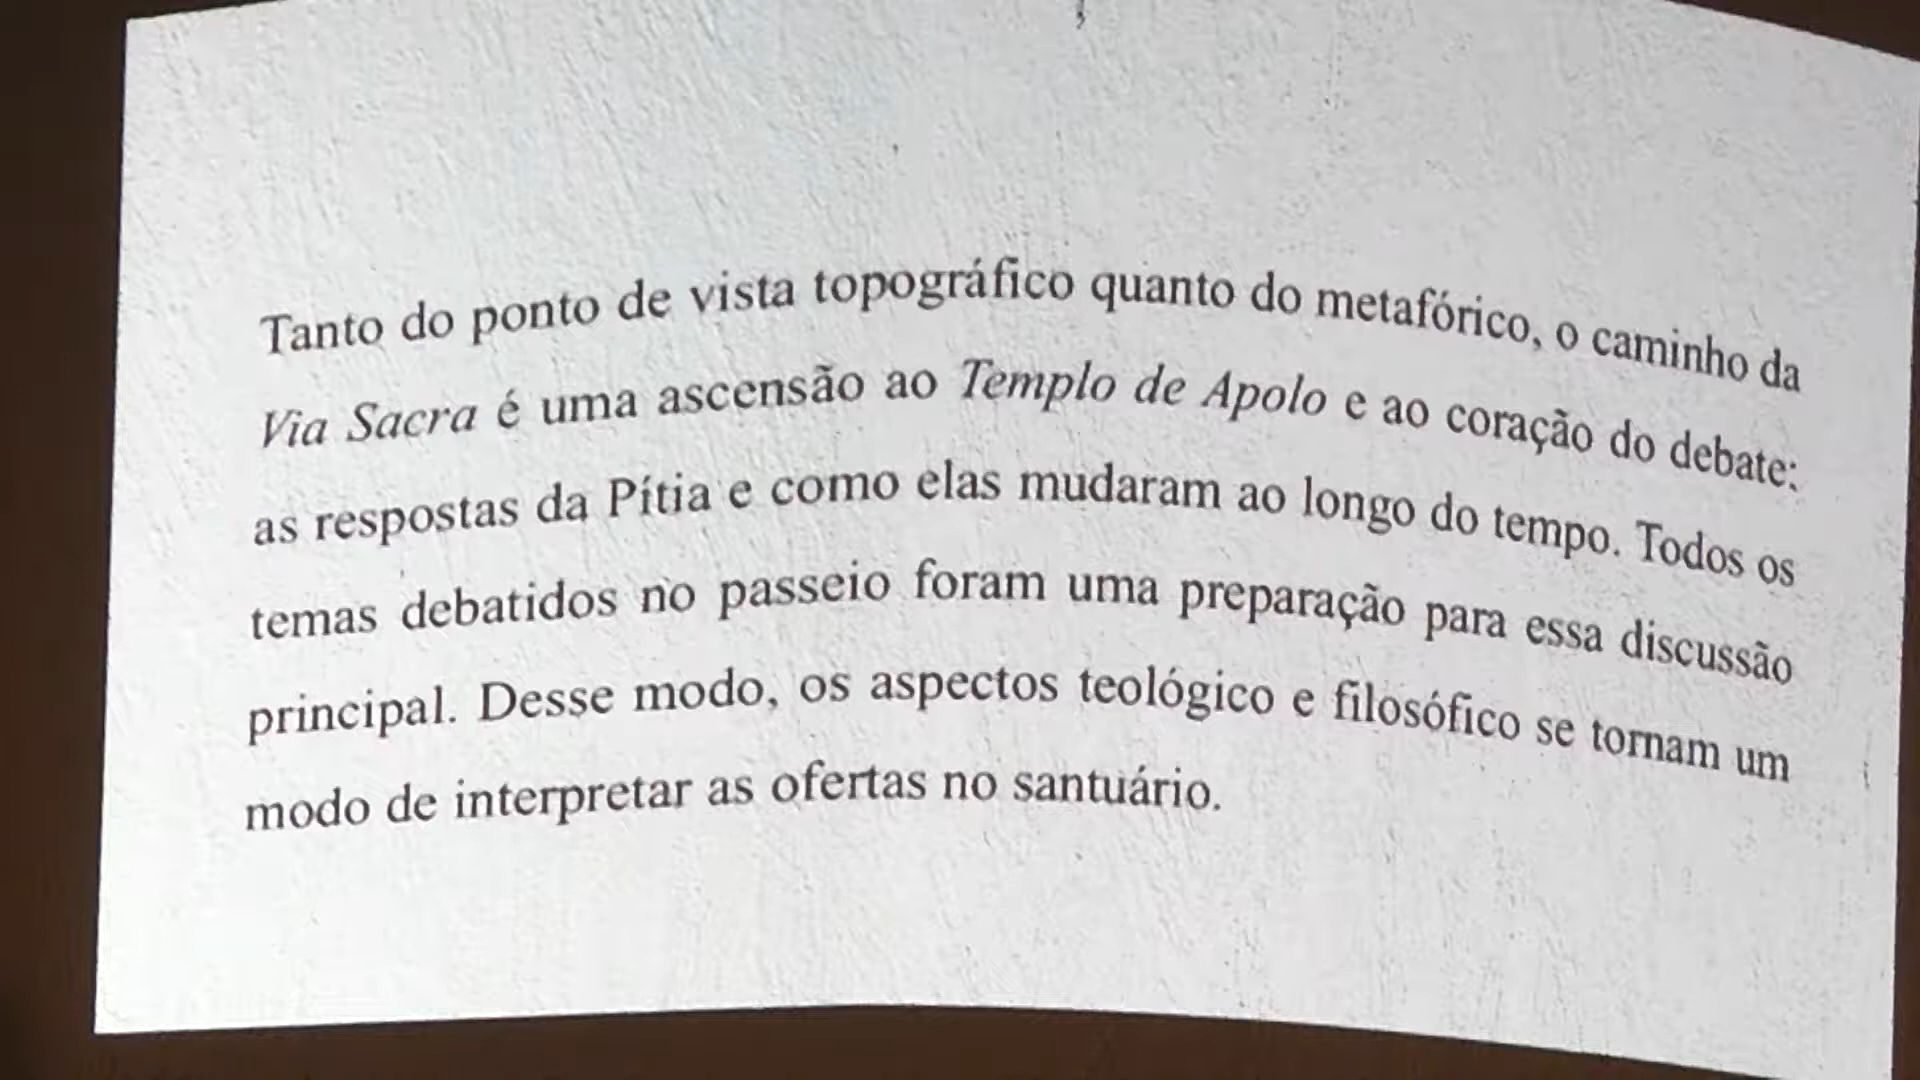 Tanto do ponto de vista topográfico quanto do metafórico, o caminho da
Via Sacra é uma ascensão ao Templo de Apolo e ao coração do debate:
as respostas da Pítia e como elas mudaram ao longo do tempo. Todos os
temas debatidos no passeio foram uma preparação para essa discussão
principal. Desse modo, os aspectos teológico e filosófico se tornam um
modo de interpretar as ofertas no santuário.